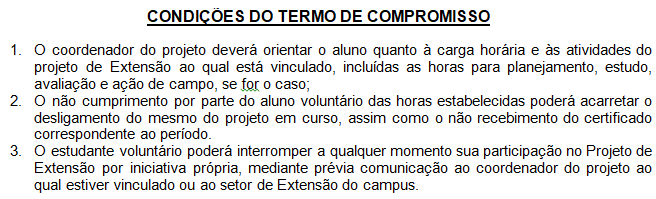 CONDIÇÕES DO TERMO DE COMPROMISSO
1. O coordenador do projeto deverá orientar o aluno quanto à carga horária e às atividades do
projeto de Extensão ao qual está vinculado, incluídas as horas para planejamento, estudo,
avaliação e ação de campo, se for o caso;
2. O não cumprimento por parte do aluno voluntário das horas estabelecidas poderá acarretar o
desligamento do mesmo do projeto em curso, assim como o não recebimento do certificado
correspondente ao período.
3. O estudante voluntário poderá interromper a qualquer momento sua participação no Projeto de
Extensão por iniciativa própria, mediante prévia comunicação ao coordenador do projeto ao
qual estiver vinculado ou ao setor de Extensão do campus.